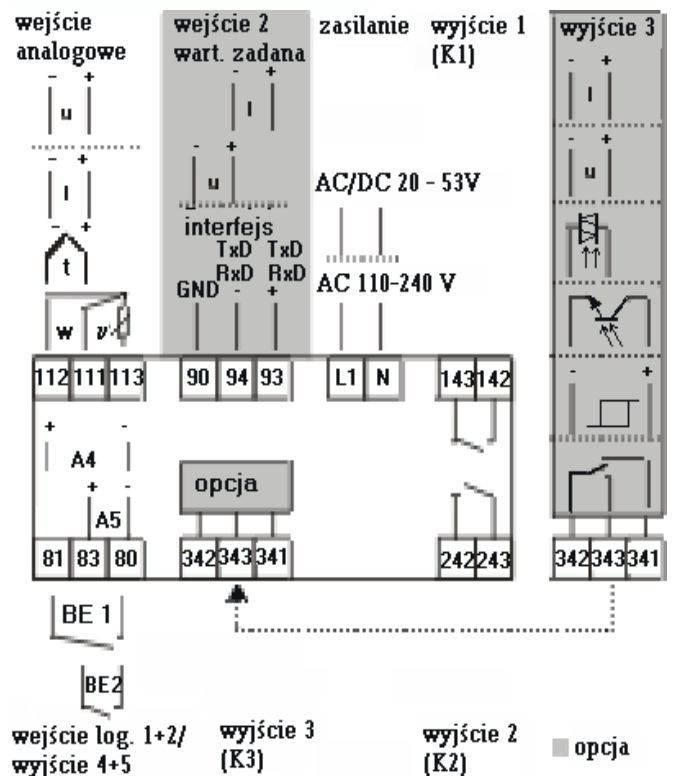 wejście analogowe
wejście 2 wart. zadana
zasilanie
wyjście 1 (K1)
wyjście 3
- +
u
- +
I
- +
t
w
- +
I
- +
u
interfejs
TxD TxD
RxD RxD
GND - +
AC/DC 20 - 53V
AC 110-240 V
- +
I
- +
u
- +
112 111 113
90 94 93
L1 N
143 142
+ -
A4
+ -
A5
opcja
81 83 80
342 343 341
242 243
342 343 341
BE 1
BE2
wejście log. 1+2/
wyjście 4+5
wyjście 3
(K3)
wyjście 2
(K2)
opcja